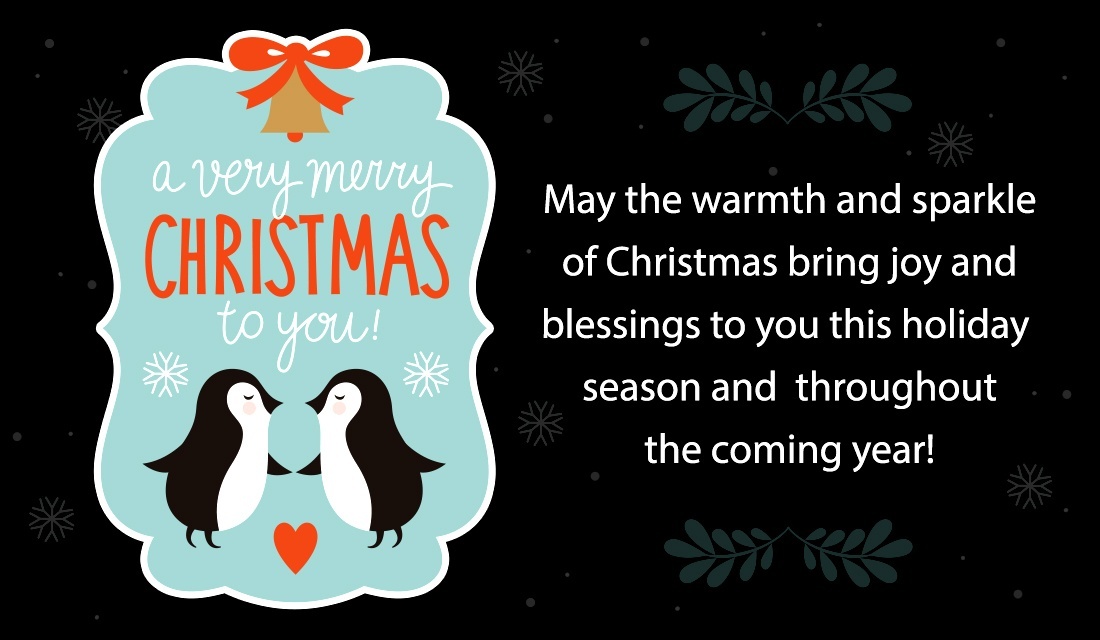 a very merry
CHRISTMAS
to you!
May the warmth and sparkle
of Christmas bring joy and
blessings to you this holiday
season and  throughout
the coming year!